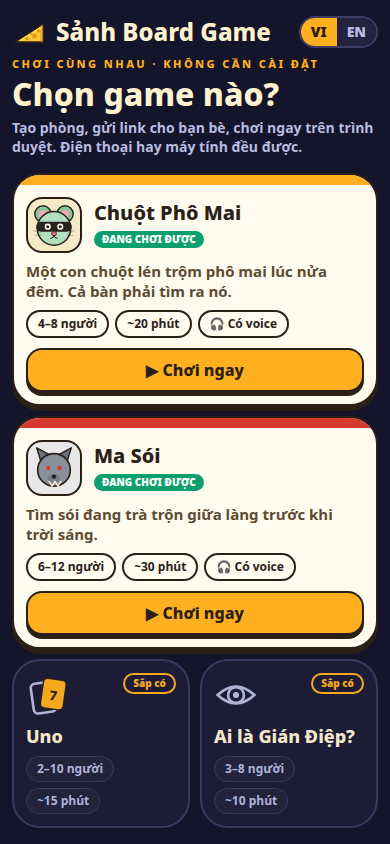 Sảnh Board Game
VI EN
CHƠI CÙNG NHAU · KHÔNG CẦN CÀI ĐẶT
Chọn game nào?
Tạo phòng, gửi link cho bạn bè, chơi ngay trên trình
duyệt. Điện thoại hay máy tính đều được.
Chuột Phô Mai
ĐANG CHƠI ĐƯỢC
Một con chuột lén trộm phô mai lúc nửa
đêm. Cả bàn phải tìm ra nó.
4–8 người ~20 phút 🎧 Có voice
▶ Chơi ngay
Ma Sói
ĐANG CHƠI ĐƯỢC
Tìm sói đang trà trộn giữa làng trước khi
trời sáng.
6–12 người ~30 phút 🎧 Có voice
▶ Chơi ngay
7
Sắp có
Uno
2–10 người
~15 phút
Sắp có
Ai là Gián Điệp?
3–8 người
~10 phút